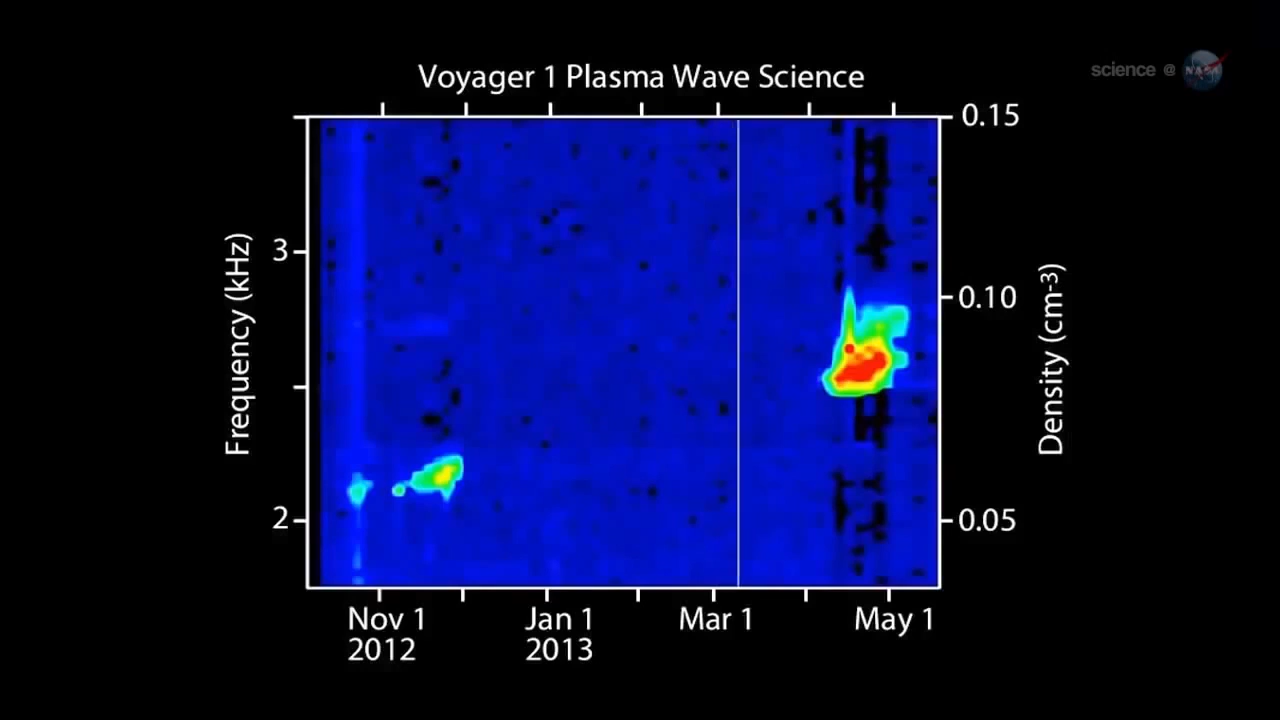 Voyager 1 Plasma Wave Science
science @ NASA
0.15
3
0.10
Frequency (kHz)
Density (cm-3)
2
0.05
Nov 1
2012
Jan 1
2013
Mar 1
May 1